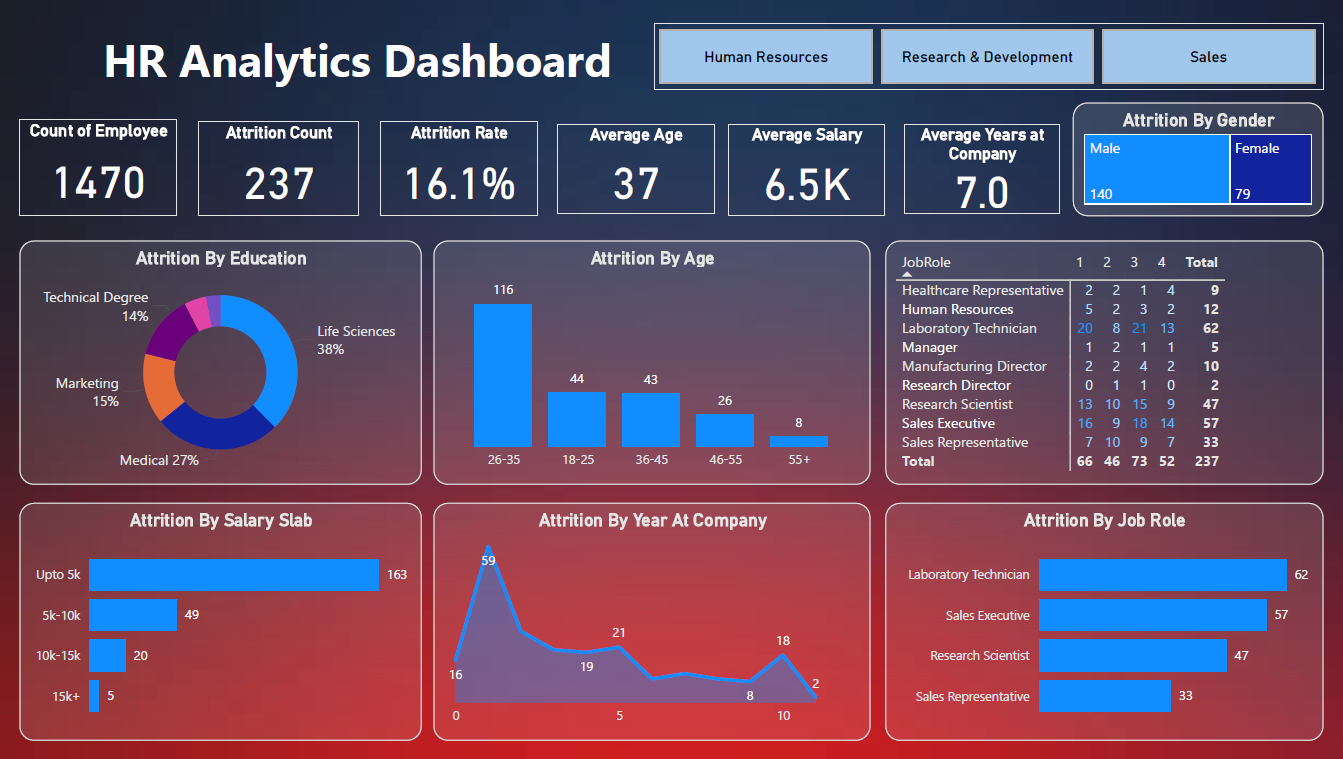 HR Analytics Dashboard
Human Resources
Research & Development
Sales
Count of Employee
1470
Attrition Count
237
Attrition Rate
16.1%
Average Age
37
Average Salary
6.5K
Average Years at
Company
7.0
Attrition By Gender
Male
140
Female
79
Attrition By Education
Technical Degree
14%
Life Sciences
38%
Marketing
15%
Medical 27%
Attrition By Age
116
44
43
26
8
26-35 18-25 36-45 46-55 55+
JobRole 1 2 3 4 Total
Healthcare Representative 2 2 1 4 9
Human Resources 5 2 3 2 12
Laboratory Technician 20 8 21 13 62
Manager 1 2 1 1 5
Manufacturing Director 2 2 4 2 10
Research Director 0 1 1 0 2
Research Scientist 13 10 15 9 47
Sales Executive 16 9 18 14 57
Sales Representative 7 10 9 7 33
Total 66 46 73 52 237
Attrition By Salary Slab
Upto 5k 163
5k-10k 49
10k-15k 20
15k+ 5
Attrition By Year At Company
59
21
18
16
19
8
2
0 5 10
Attrition By Job Role
Laboratory Technician 62
Sales Executive 57
Research Scientist 47
Sales Representative 33